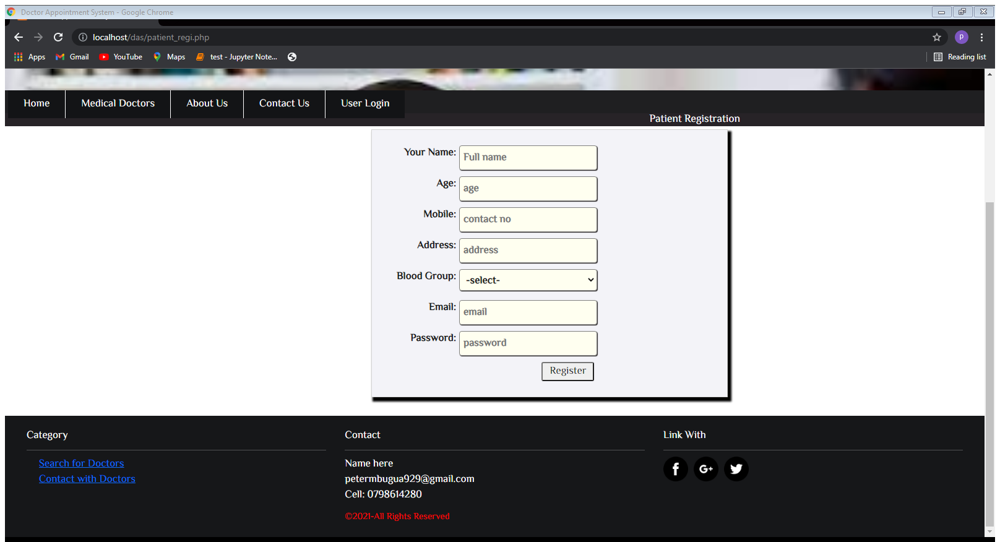 Doctor Appointment System - Google Chrome
localhost/das/patient_regi.php
P
Apps Gmail YouTube Maps test - Jupyter Note... Reading list
Home Medical Doctors About Us Contact Us User Login
Patient Registration
Your Name: Full name
Age: age
Mobile: contact no
Address: address
Blood Group: -select-
Email: email
Password: password
Register
Category
Search for Doctors
Contact with Doctors
Contact
Name here
petermbugua929@gmail.com
Cell: 0798614280
©2021-All Rights Reserved
Link With
f G+